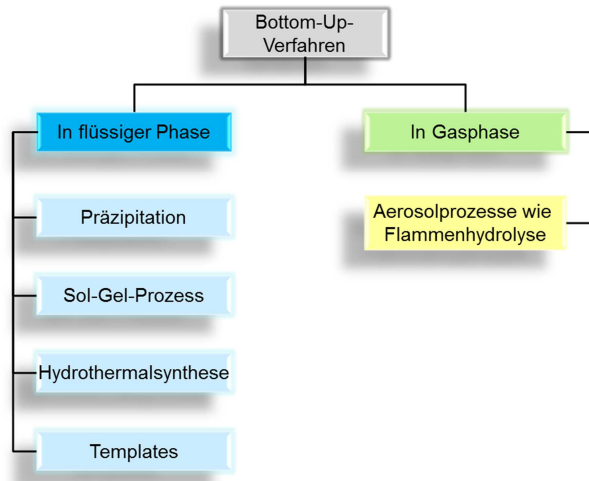 Bottom-Up-
Verfahren
In flüssiger Phase
In Gasphase
Präzipitation
Aerosolprozesse wie
Flammenhydrolyse
Sol-Gel-Prozess
Hydrothermalsynthese
Templates